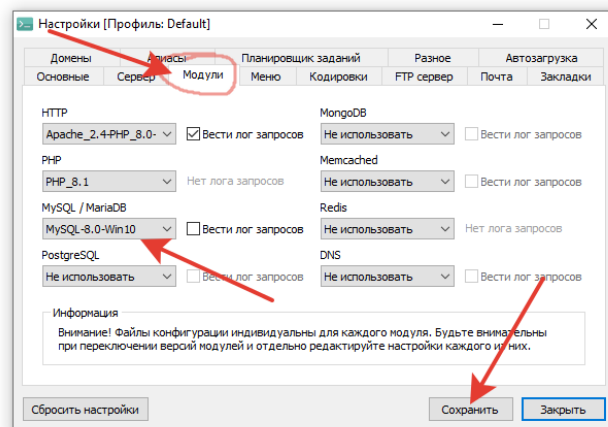 Настройки [Профиль: Default]
Домены Алиасы Планировщик заданий Разное Автозагрузка
Основные Сервер Модули Меню Кодировки FTP сервер Почта Закладки
HTTP MongoDB
Apache_2.4-PHP_8.0- Вести лог запросов Не использовать Вести лог запросов
PHP Memcached
PHP_8.1 Нет лога запросов Не использовать Вести лог запросов
MySQL / MariaDB Redis
MySQL-8.0-Win10 Вести лог запросов Не использовать Нет лога запросов
PostgreSQL DNS
Не использовать Вести лог запросов Не использовать Вести лог запросов
Информация
Внимание! Файлы конфигурации индивидуальны для каждого модуля. Будьте внимательны
при переключении версий модулей и отдельно редактируйте настройки каждого из них.
Сбросить настройки Сохранить Закрыть